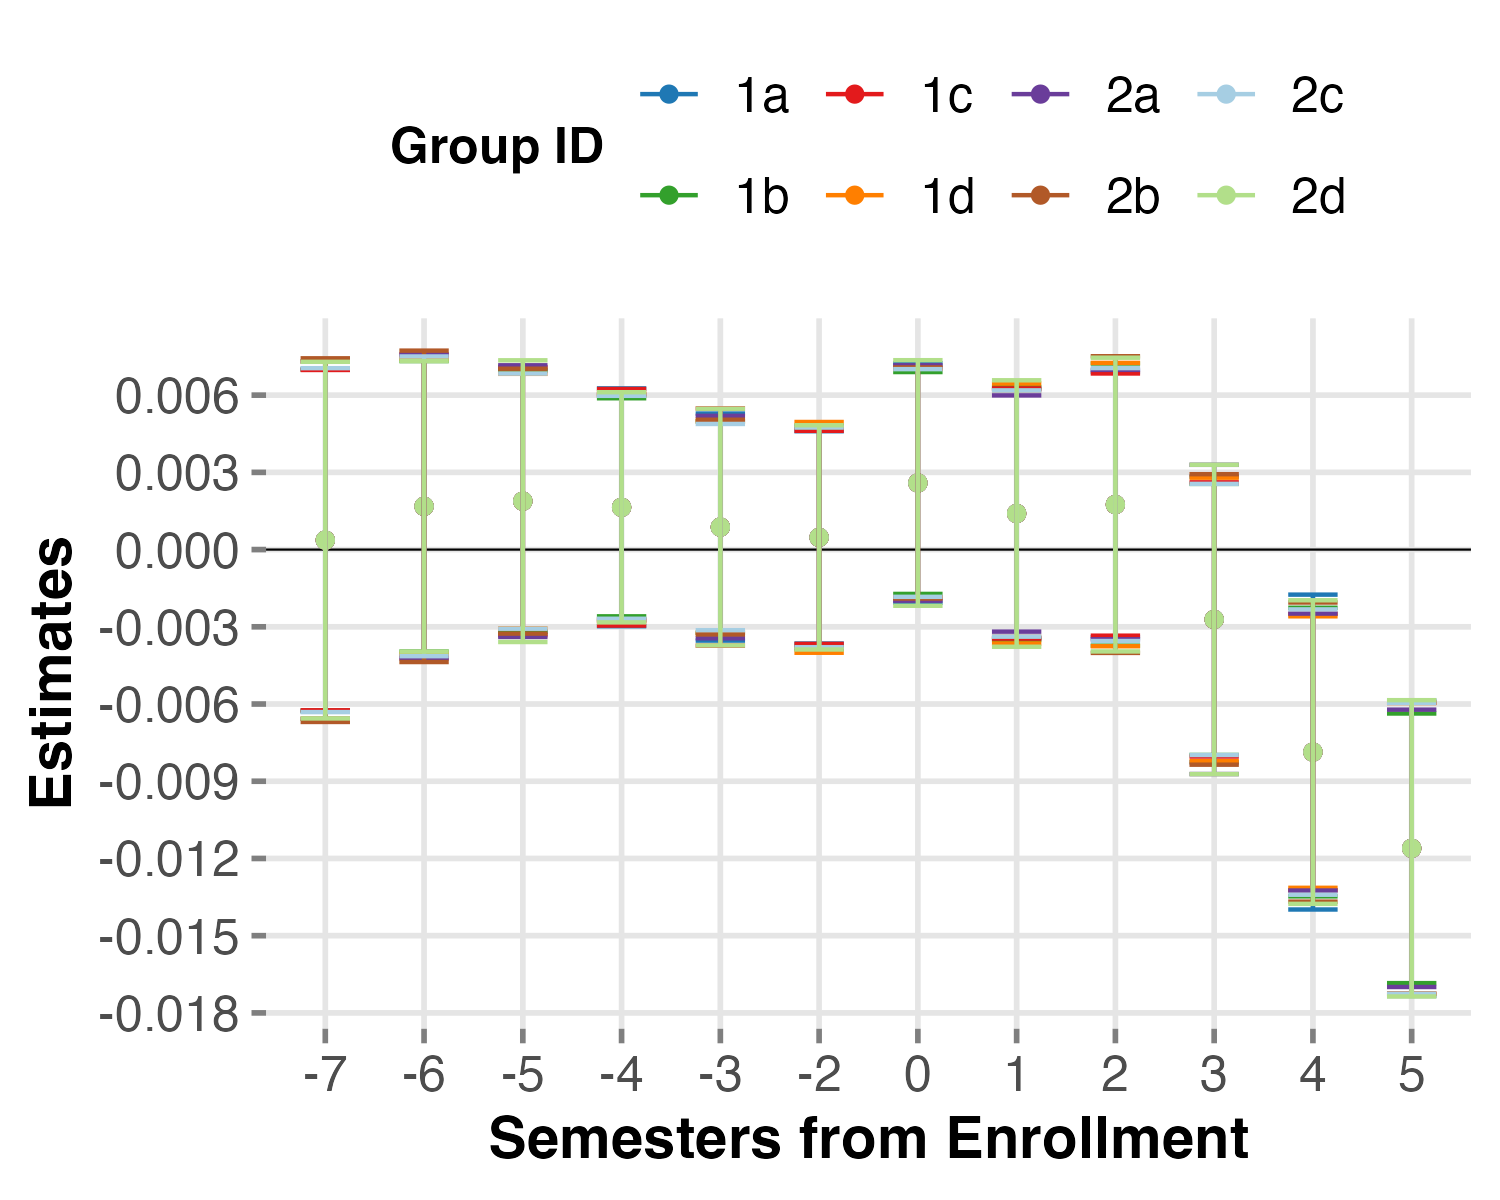 Group ID
1a 1c 2a 2c
1b 1d 2b 2d
Estimates
0.006
0.003
0.000
-0.003
-0.006
-0.009
-0.012
-0.015
-0.018
-7 -6 -5 -4 -3 -2 0 1 2 3 4 5
Semesters from Enrollment